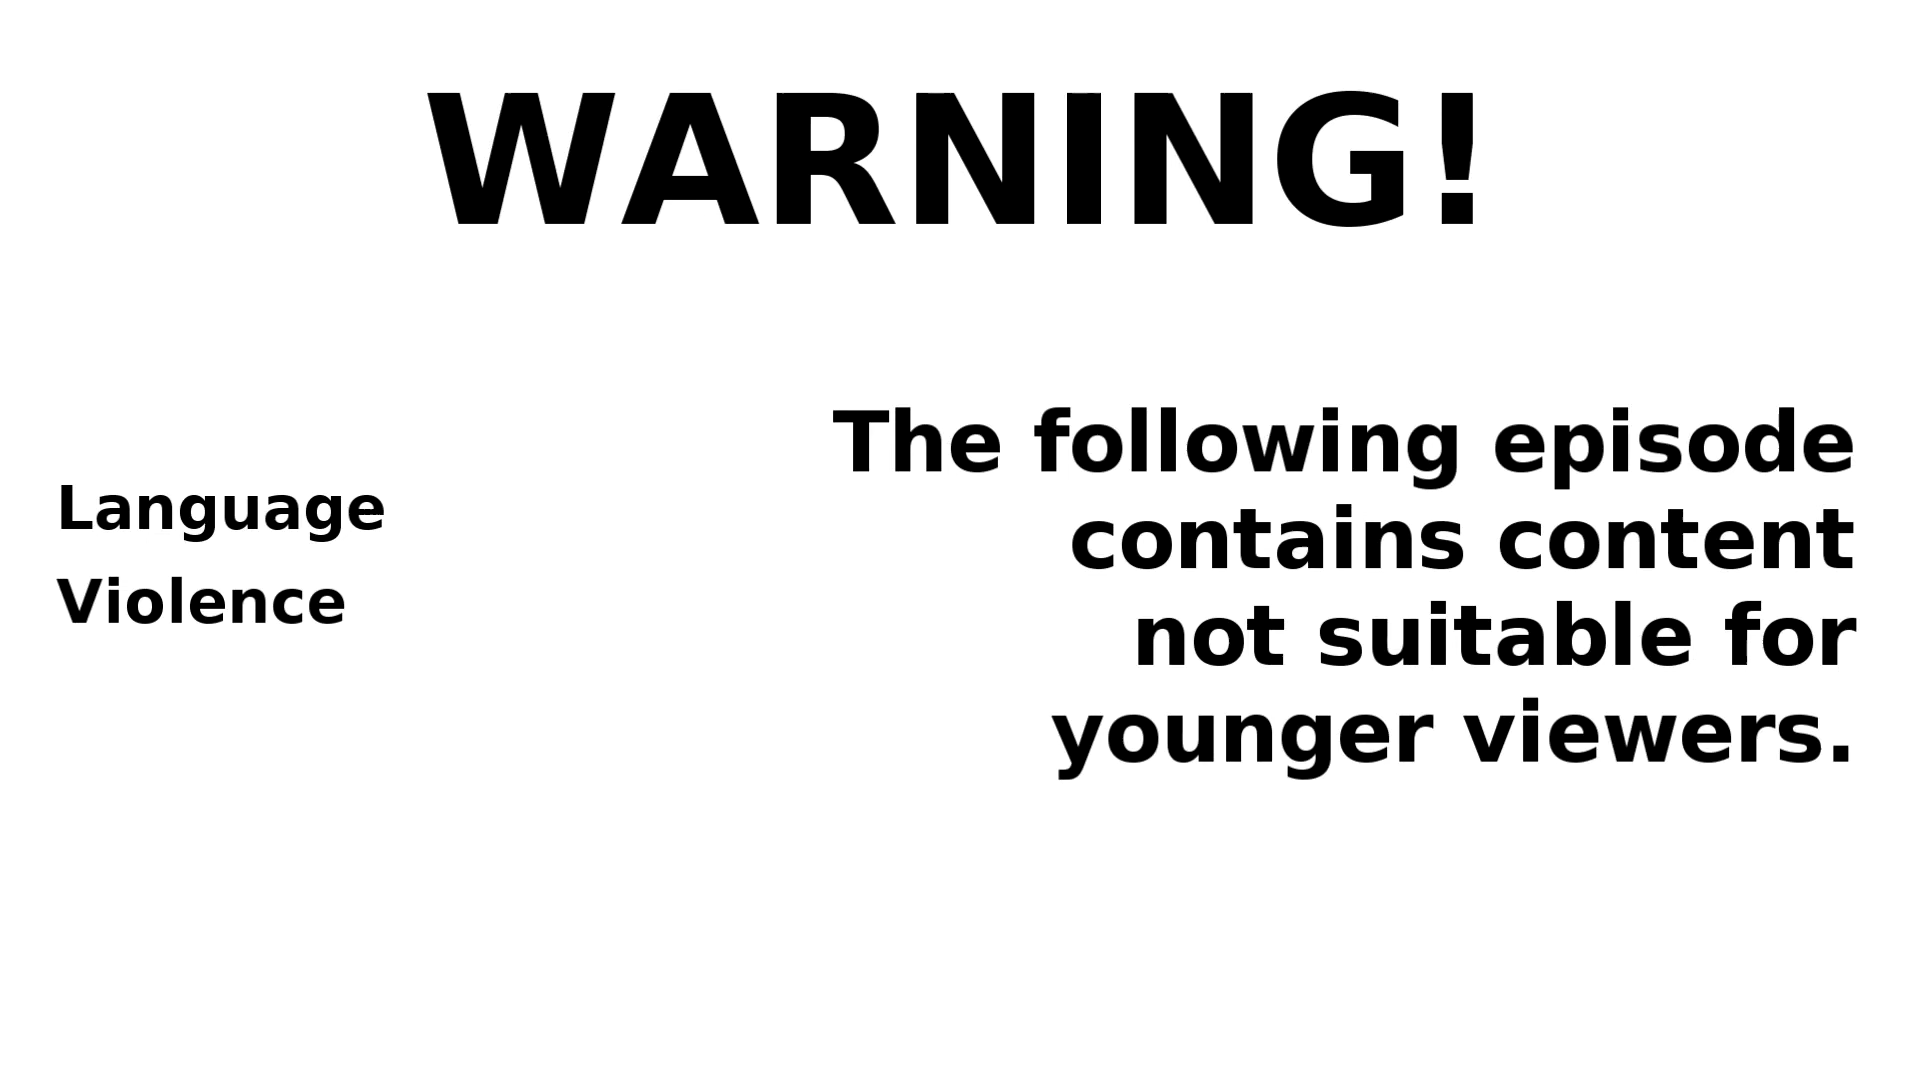 WARNING!
Language
Violence
The following episode
contains content
not suitable for
younger viewers.